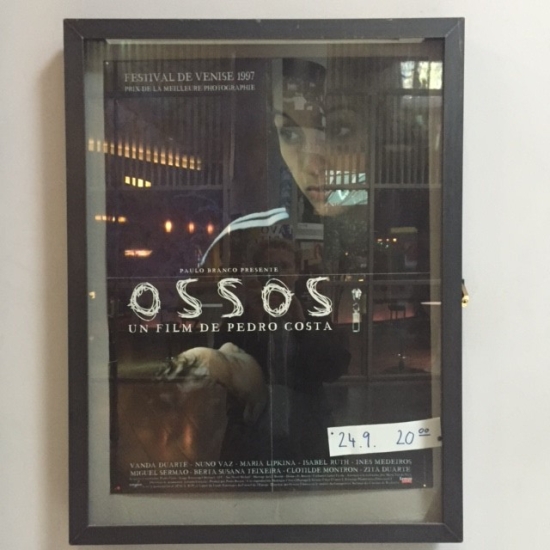 FESTIVAL DE VENISE 1997
PRIX DE LA MEILLEURE PHOTOGRAPHIE
PAULO BRANCO PRESENTE
OSSOS
UN FILM DE PEDRO COSTA
24.9. 20⁰⁰
VANDA DUARTE - NUNO VAZ - MARIA LIPKINA - ISABEL RUTH - INES MEDEIROS
MIGUEL SERMAO - BERTA SUSANA TEIXEIRA - CLOTILDE MONTRON - ZITA DUARTE